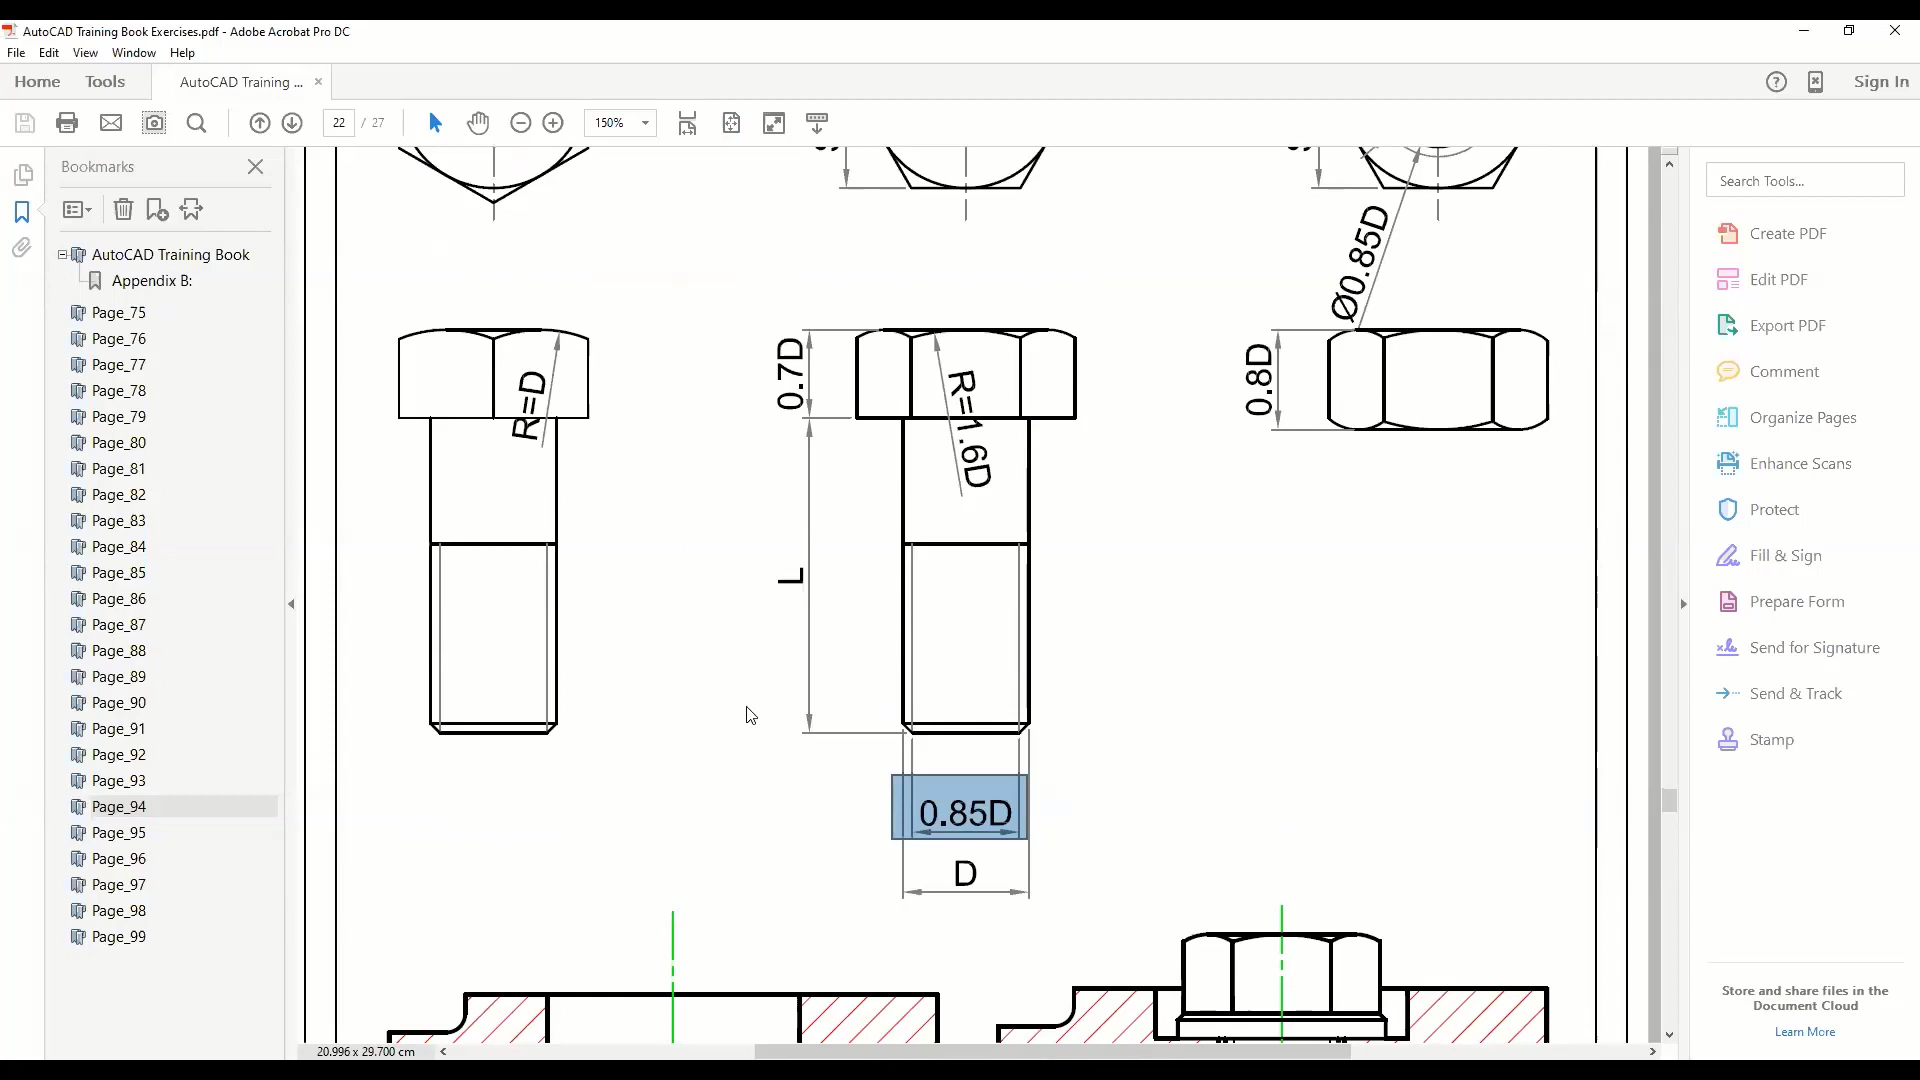 AutoCAD Training Book Exercises.pdf - Adobe Acrobat Pro DC
File Edit View Window Help
Home Tools AutoCAD Training ... × Sign In
22 / 27 150%
Bookmarks
AutoCAD Training Book
Appendix B:
Page_75
Page_76
Page_77
Page_78
Page_79
Page_80
Page_81
Page_82
Page_83
Page_84
Page_85
Page_86
Page_87
Page_88
Page_89
Page_90
Page_91
Page_92
Page_93
Page_94
Page_95
Page_96
Page_97
Page_98
Page_99
Ø0.85D
R=D
0.7D
R=1.6D
0.8D
L
0.85D
D
20.996 x 29.700 cm
Search Tools...
Create PDF
Edit PDF
Export PDF
Comment
Organize Pages
Enhance Scans
Protect
Fill & Sign
Prepare Form
Send for Signature
Send & Track
Stamp
Store and share files in the
Document Cloud
Learn More